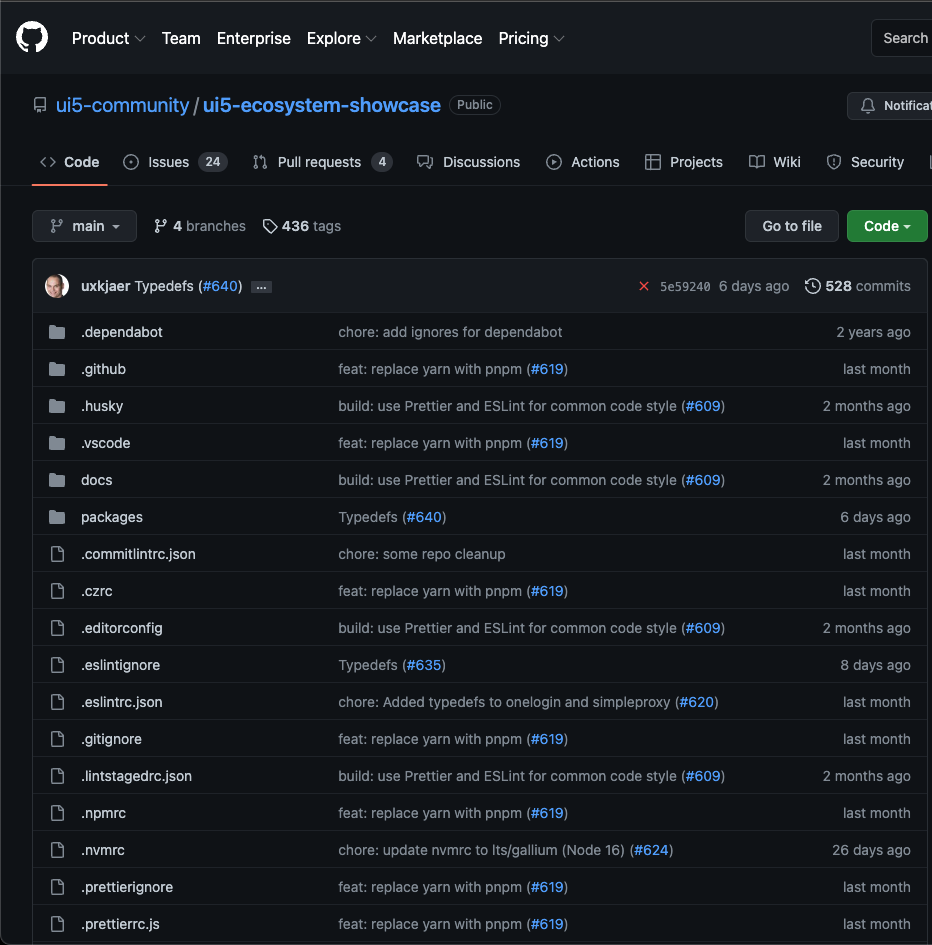 Product Team Enterprise Explore Marketplace Pricing Search
ui5-community / ui5-ecosystem-showcase Public Notificat
Code Issues 24 Pull requests 4 Discussions Actions Projects Wiki Security
main 4 branches 436 tags Go to file Code
uxkjaer Typedefs (#640) ... 5e59240 6 days ago 528 commits
.dependabot chore: add ignores for dependabot 2 years ago
.github feat: replace yarn with pnpm (#619) last month
.husky build: use Prettier and ESLint for common code style (#609) 2 months ago
.vscode feat: replace yarn with pnpm (#619) last month
docs build: use Prettier and ESLint for common code style (#609) 2 months ago
packages Typedefs (#640) 6 days ago
.commitlintrc.json chore: some repo cleanup last month
.czrc feat: replace yarn with pnpm (#619) last month
.editorconfig build: use Prettier and ESLint for common code style (#609) 2 months ago
.eslintignore Typedefs (#635) 8 days ago
.eslintrc.json chore: Added typedefs to onelogin and simpleproxy (#620) last month
.gitignore feat: replace yarn with pnpm (#619) last month
.lintstagedrc.json build: use Prettier and ESLint for common code style (#609) 2 months ago
.npmrc feat: replace yarn with pnpm (#619) last month
.nvmrc chore: update nvmrc to lts/gallium (Node 16) (#624) 26 days ago
.prettierignore feat: replace yarn with pnpm (#619) last month
.prettierrc.js feat: replace yarn with pnpm (#619) last month